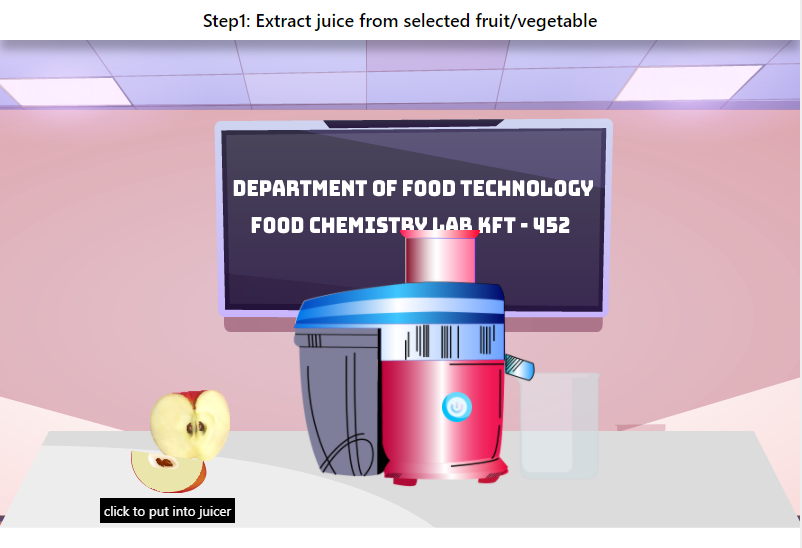 Step1: Extract juice from selected fruit/vegetable
DEPARTMENT OF FOOD TECHNOLOGY
FOOD CHEMISTRY LAB KFT - 452
click to put into juicer